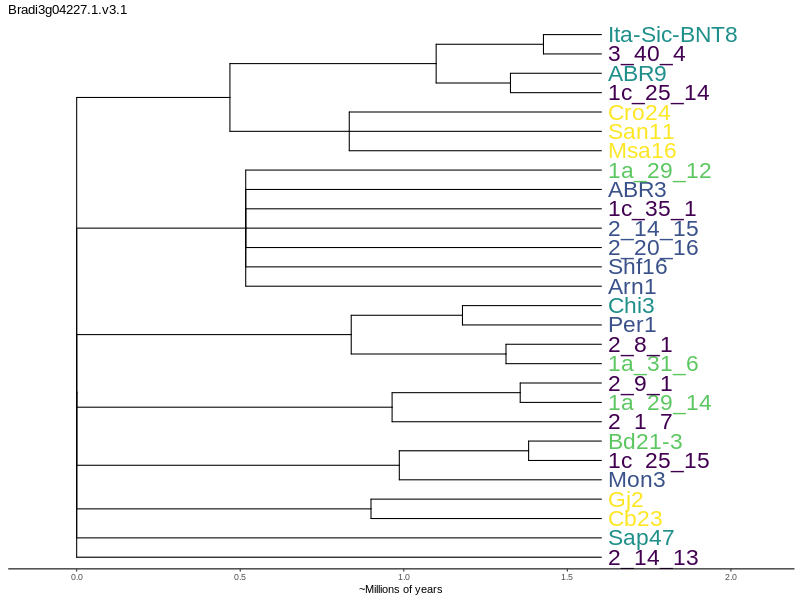 Bradi3g04227.1.v3.1
Ita-Sic-BNT8
3_40_4
ABR9
1c_25_14
Cro24
San11
Msa16
1a_29_12
ABR3
1c_35_1
2_14_15
2_20_16
Snf16
Arn1
Chi3
Per1
2_8_1
1a_31_6
2_9_1
1a_29_14
2_1_7
Bd21-3
1c_25_15
Mon3
Gj2
Cb23
Sap47
2_14_13
0.0 0.5 1.0 1.5 2.0
~Millions of years